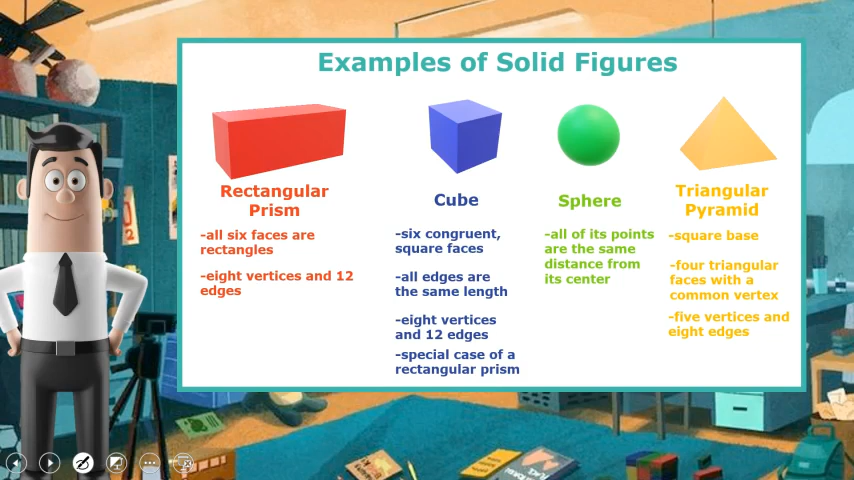 Examples of Solid Figures
Rectangular
Prism
-all six faces are
rectangles
-eight vertices and 12
edges
Cube
-six congruent,
square faces
-all edges are
the same length
-eight vertices
and 12 edges
-special case of a
rectangular prism
Sphere
-all of its points
are the same
distance from
its center
Triangular
Pyramid
-square base
-four triangular
faces with a
common vertex
-five vertices and
eight edges